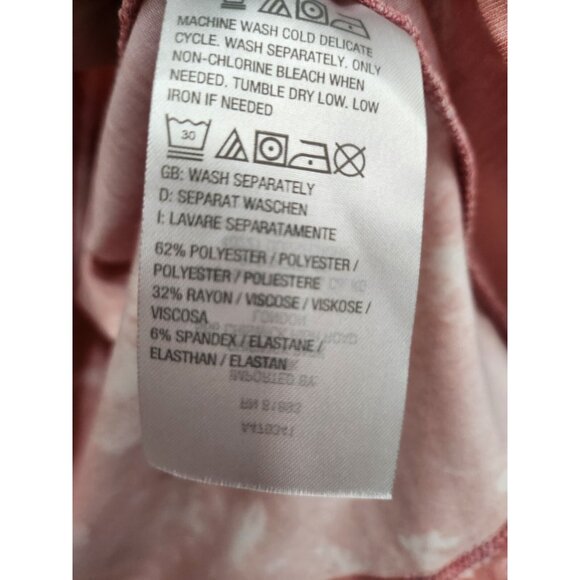 MACHINE WASH COLD DELICATE
CYCLE. WASH SEPARATELY. ONLY
NON-CHLORINE BLEACH WHEN
NEEDED. TUMBLE DRY LOW. LOW
IRON IF NEEDED
30
GB: WASH SEPARATELY
D: SEPARAT WASCHEN
I: LAVARE SEPARATAMENTE
62% POLYESTER / POLYESTER /
POLYESTER / POLIESTERE
32% RAYON / VISCOSE / VISKOSE /
VISCOSA
6% SPANDEX / ELASTANE /
ELASTHAN / ELASTAN